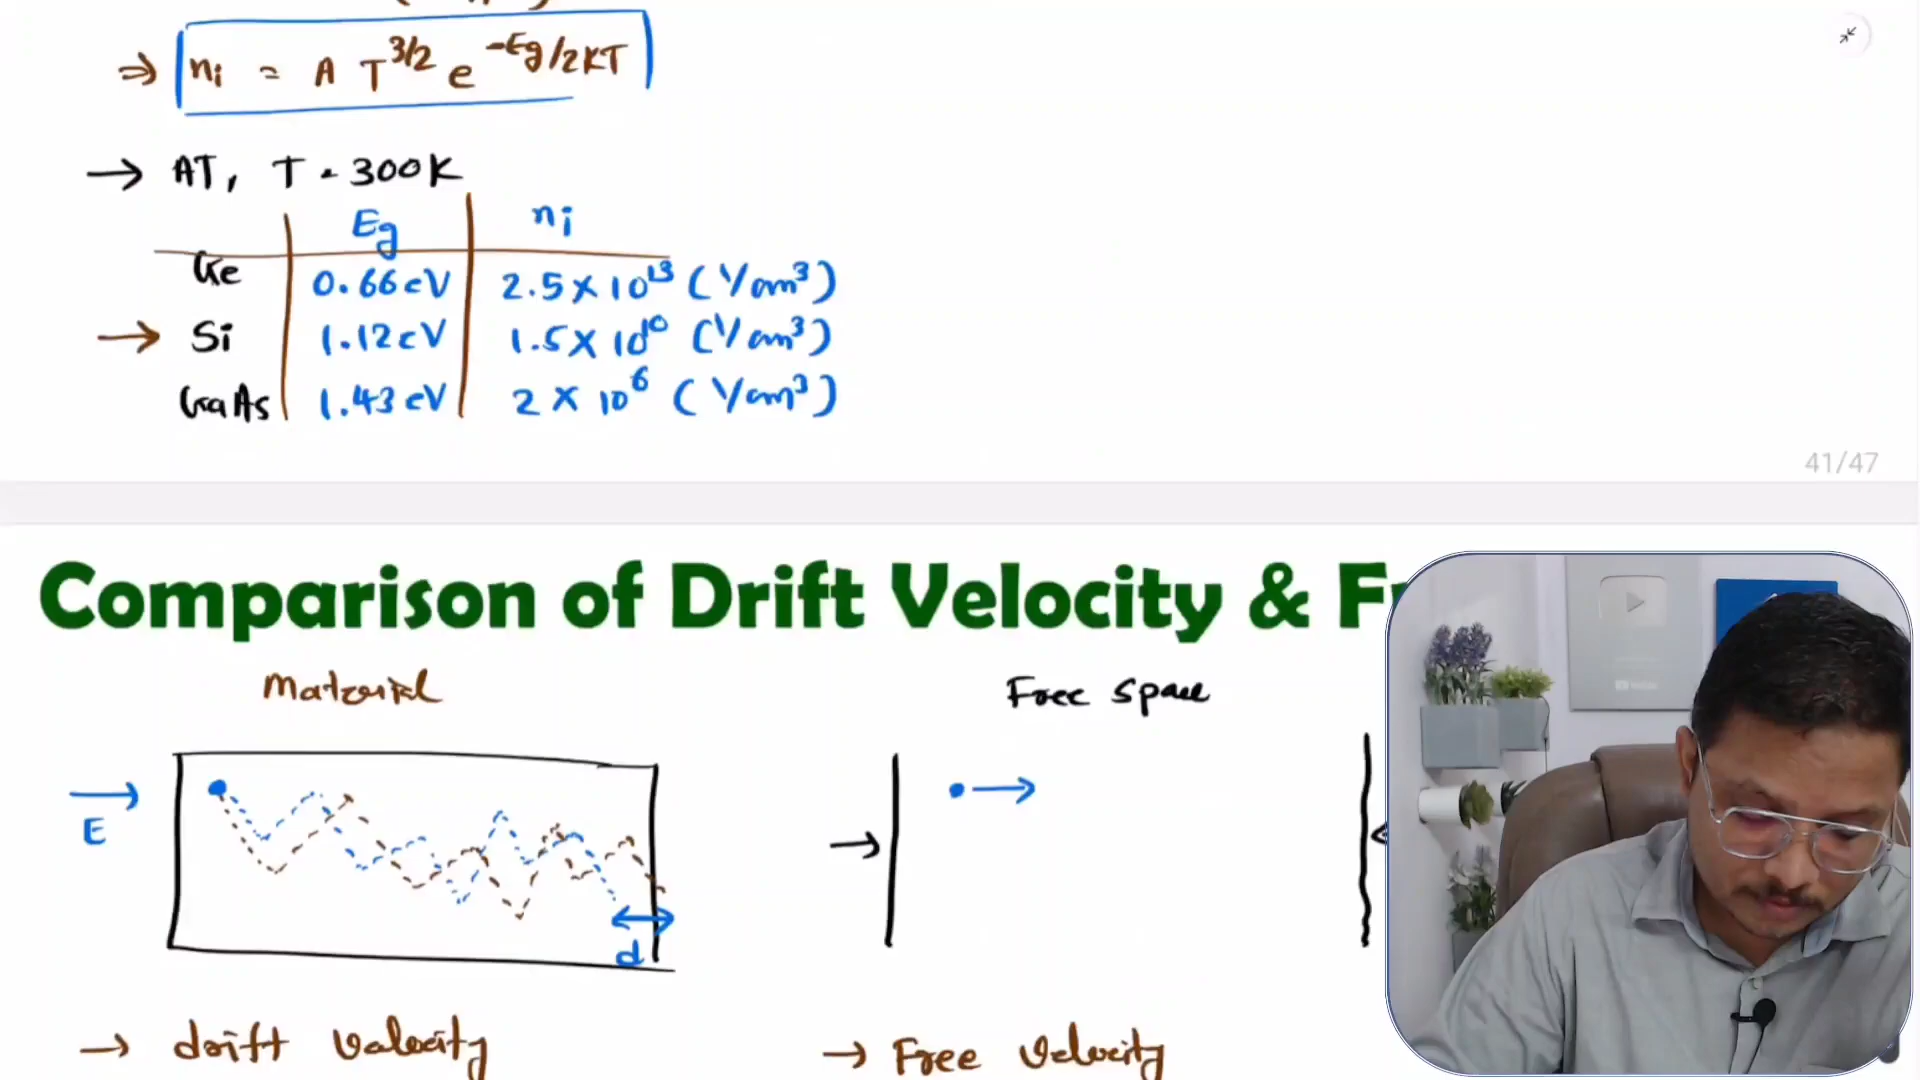 ⇒ nᵢ = A T^3/2 e^-Eg/2KT
→ AT, T = 300K
Eg nᵢ
Ge 0.66eV 2.5 × 10^13 (1/cm³)
→ Si 1.12eV 1.5 × 10^10 (1/cm³)
GaAs 1.43eV 2 × 10^6 (1/cm³)
41/47
Comparison of Drift Velocity &
Material
Free space
E
d
→ drift velocity
→ Free velocity